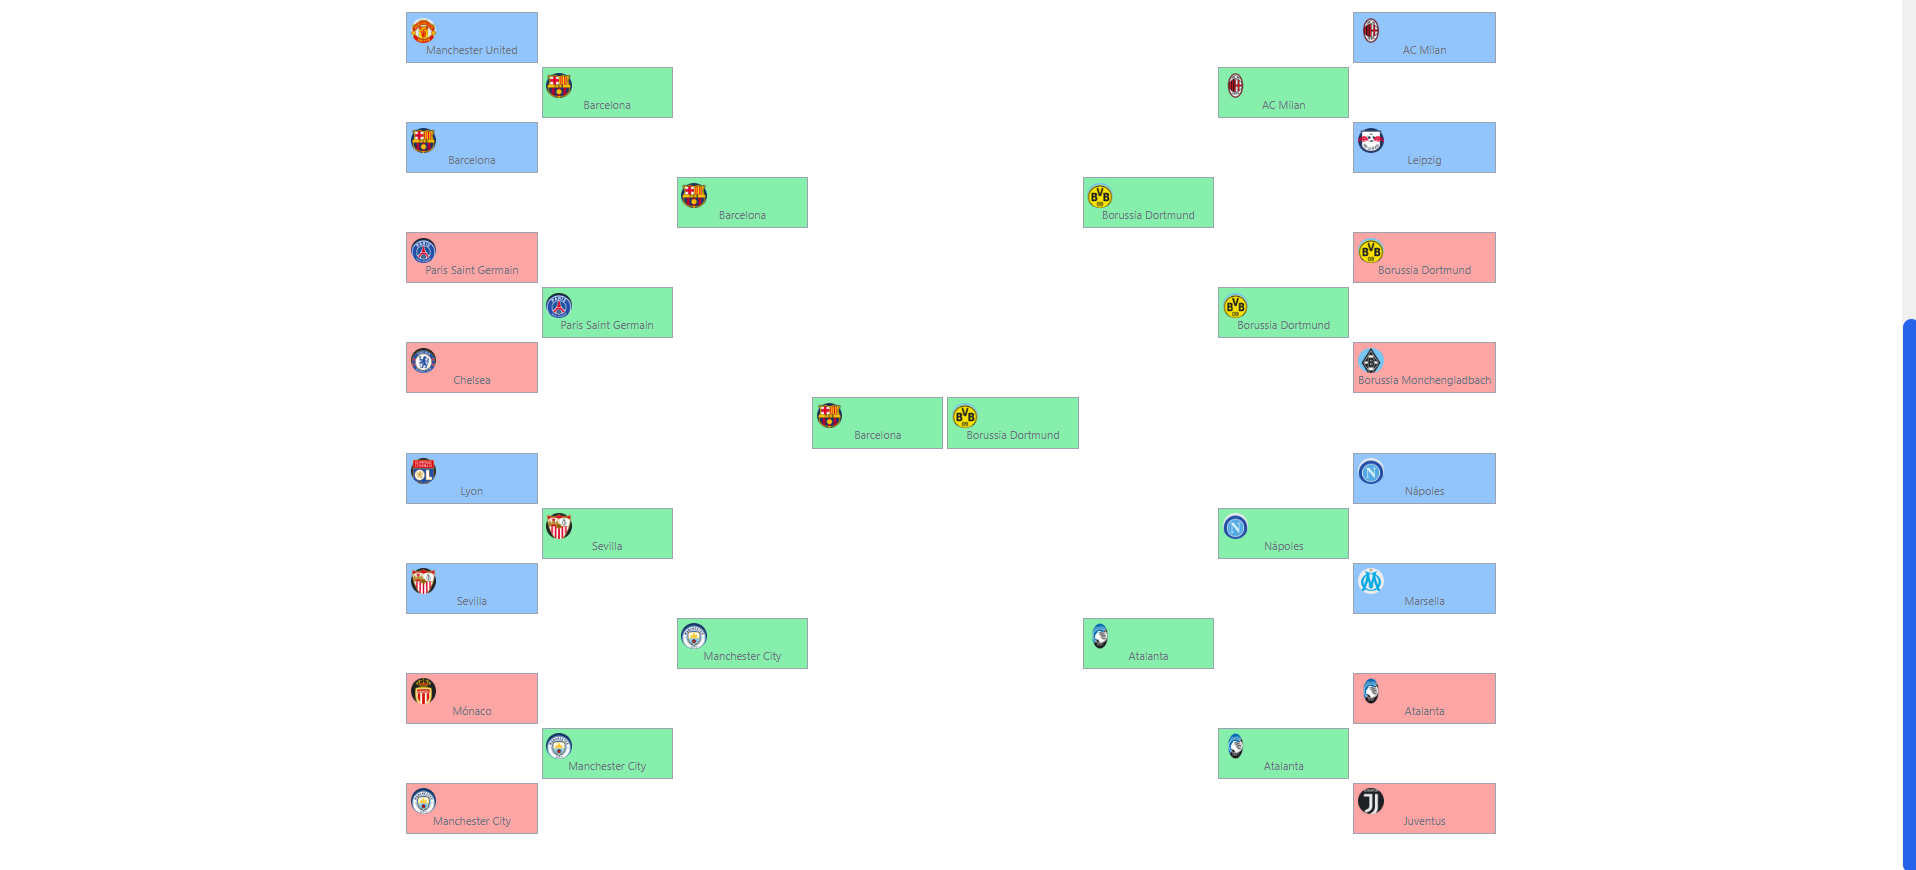 Manchester United
AC Milan
Barcelona
AC Milan
Barcelona
Leipzig
Barcelona
Borussia Dortmund
Paris Saint Germain
Borussia Dortmund
Paris Saint Germain
Borussia Dortmund
Chelsea
Borussia Monchengladbach
Barcelona
Borussia Dortmund
Lyon
Nápoles
Sevilla
Nápoles
Sevilla
Marsella
Manchester City
Atalanta
Mónaco
Atalanta
Manchester City
Atalanta
Manchester City
Juventus